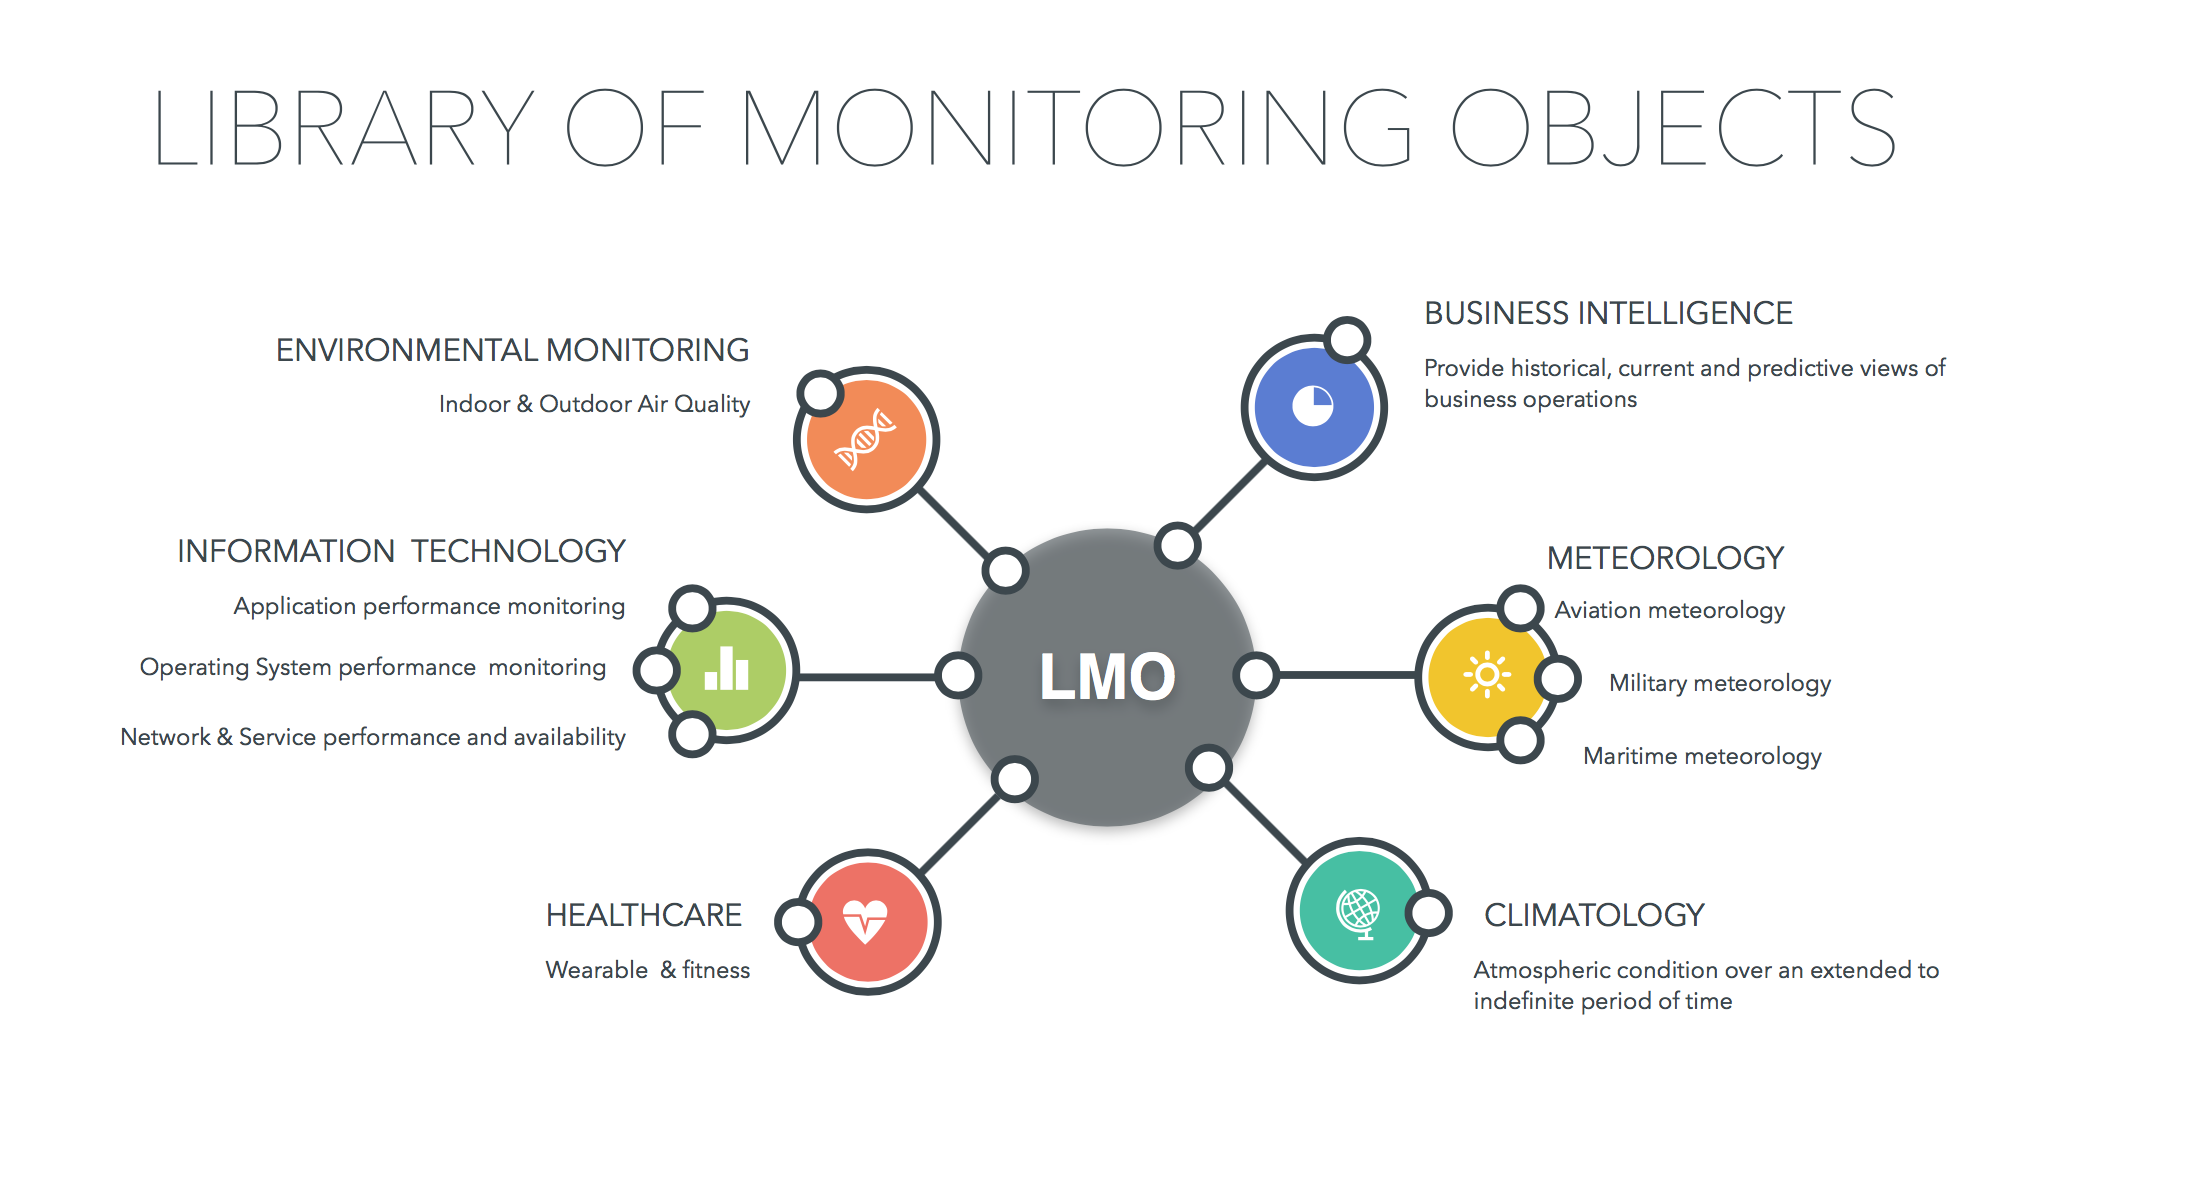 LIBRARY OF MONITORING OBJECTS
ENVIRONMENTAL MONITORING
Indoor & Outdoor Air Quality
INFORMATION TECHNOLOGY
Application performance monitoring
Operating System performance monitoring
Network & Service performance and availability
HEALTHCARE
Wearable & fitness
LMO
BUSINESS INTELLIGENCE
Provide historical, current and predictive views of
business operations
METEOROLOGY
Aviation meteorology
Military meteorology
Maritime meteorology
CLIMATOLOGY
Atmospheric condition over an extended to
indefinite period of time